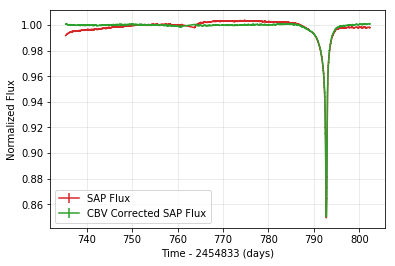 1.00
0.98
0.96
0.94
0.92
0.90
0.88
0.86
Normalized Flux
SAP Flux
CBV Corrected SAP Flux
740 750 760 770 780 790 800
Time - 2454833 (days)